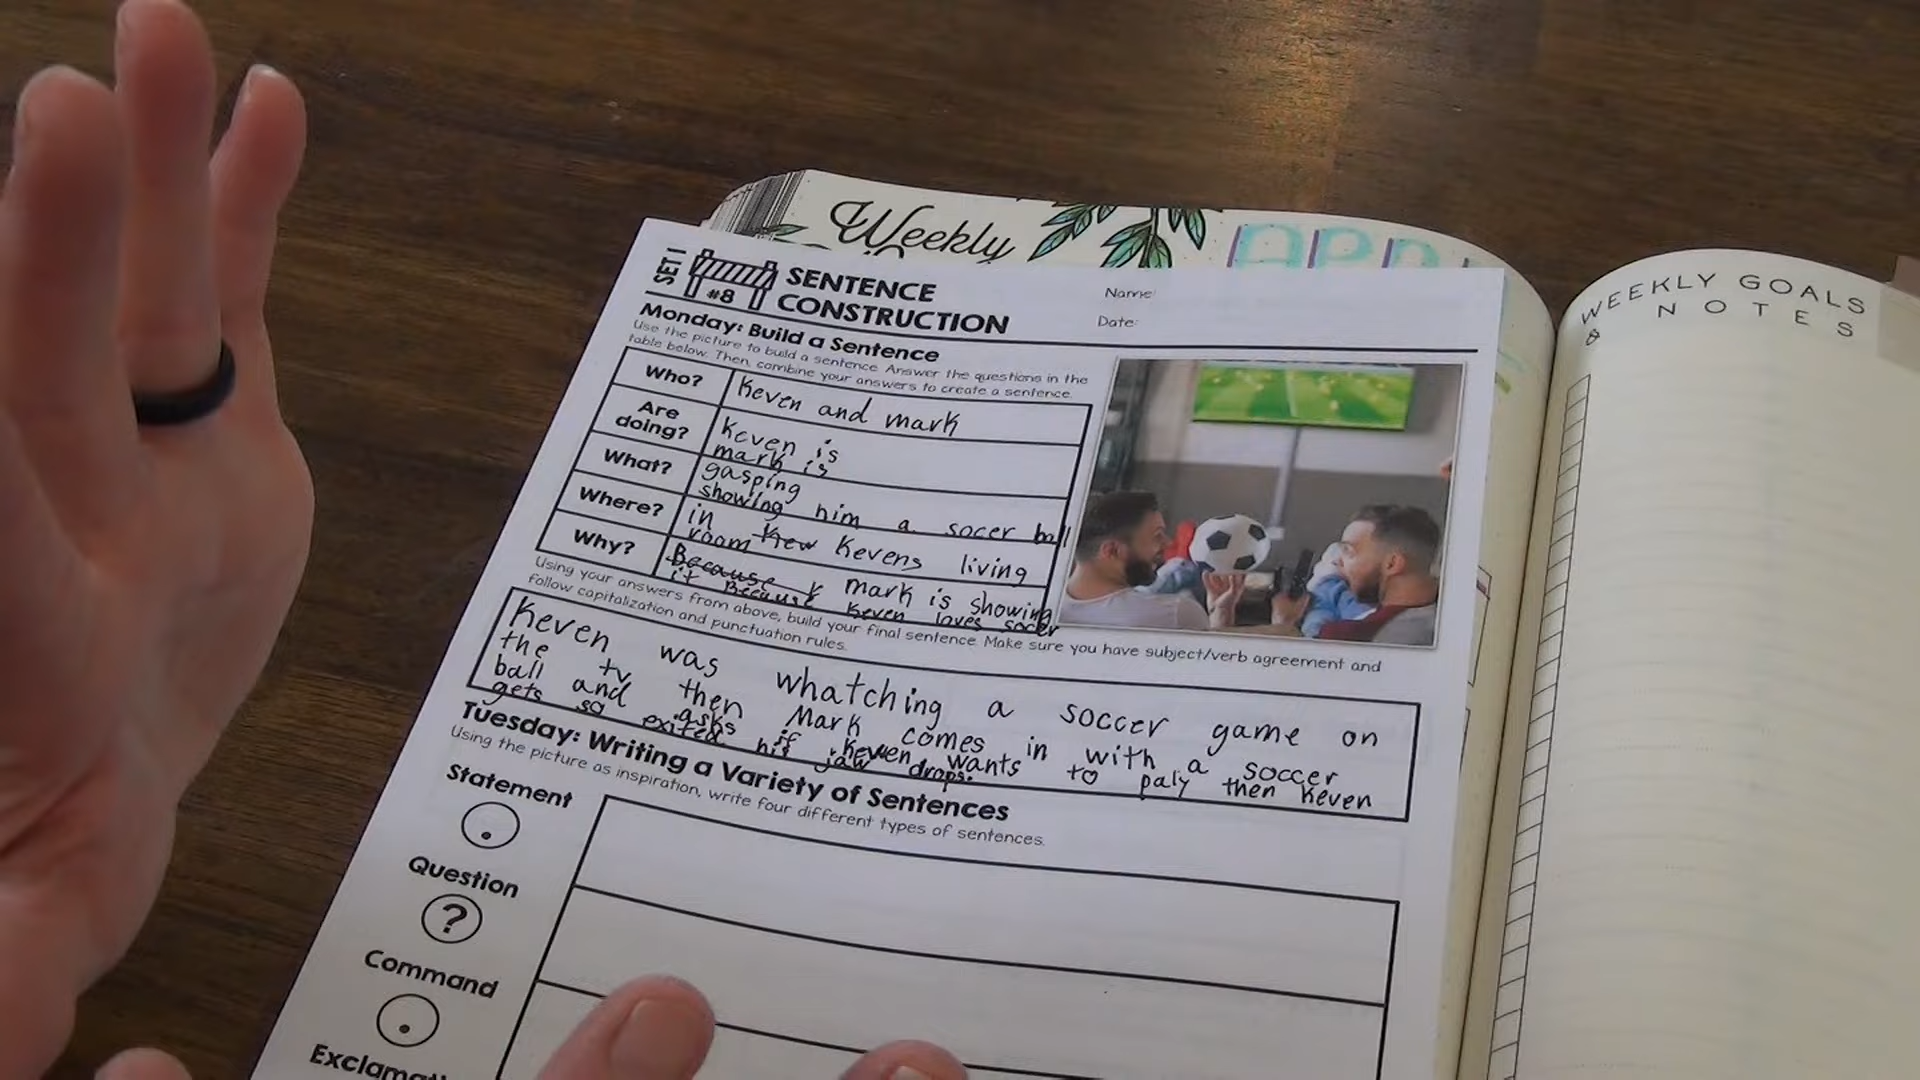 Weekly
WEEKLY GOALS
& NOTES
SET 1
#8
SENTENCE
CONSTRUCTION
Name:
Date:
Monday: Build a Sentence
Use the picture to build a sentence. Answer the questions in the
table below. Then, combine your answers to create a sentence.
Who?
Keven and mark
Are
doing?
Keven is
mark is
What?
gasping
showing him a socer ball
Where?
in Kevens living
room
Why?
Because mark is showing
it Because Keven loves socer
Using your answers from above, build your final sentence. Make sure you have subject/verb agreement and
follow capitalization and punctuation rules.
Keven was whatching a soccer game on
the tv then Mark comes in with a soccer
ball and asks if Keven wants to paly then Keven
gets so exited his jaw drops.
Tuesday: Writing a Variety of Sentences
Using the picture as inspiration, write four different types of sentences.
Statement
.
Question
?
Command
.